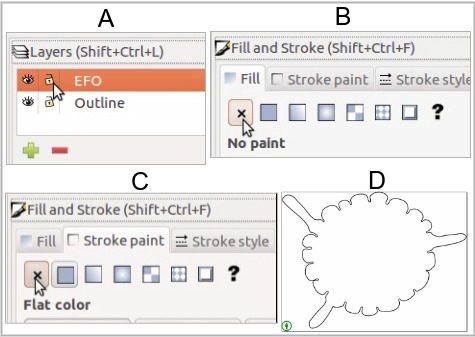 A
Layers (Shift+Ctrl+L)
EFO
Outline
B
Fill and Stroke (Shift+Ctrl+F)
Fill Stroke paint Stroke style
?
No paint
C
Fill and Stroke (Shift+Ctrl+F)
Fill Stroke paint Stroke style
?
Flat color
D